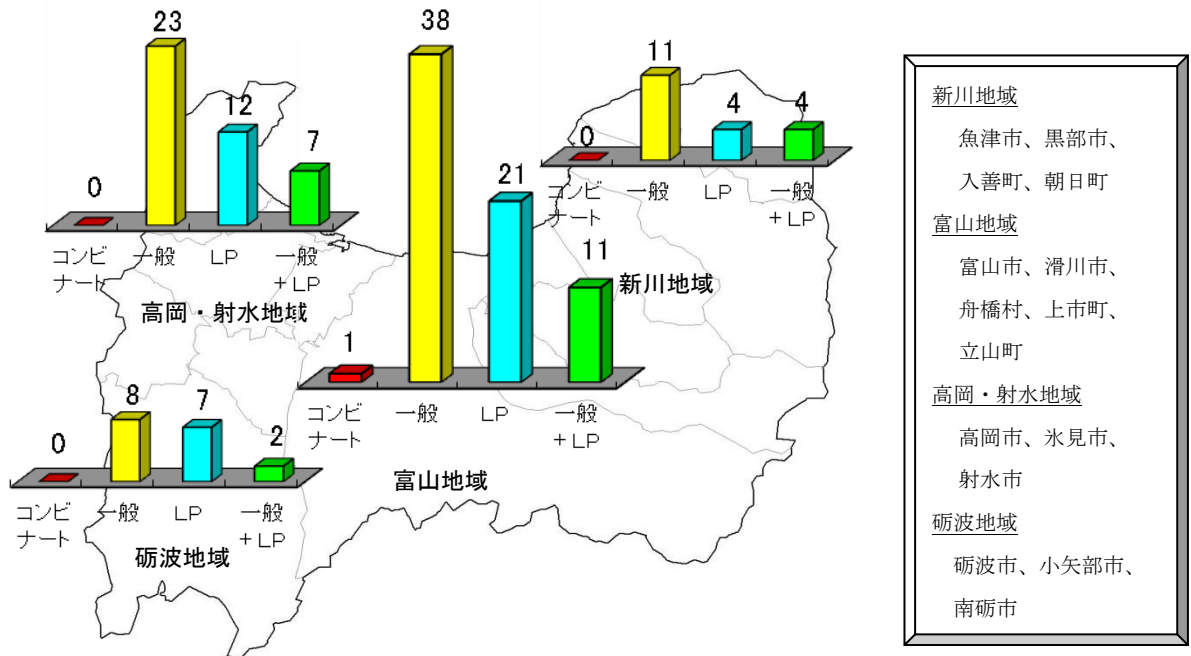 23
12
7
0
コンビ
ナート
一般
LP
一般
+LP
高岡・射水地域
38
21
11
1
コンビ
ナート
一般
LP
一般
+LP
富山地域
11
4
4
0
コンビ
ナート
一般
LP
一般
+LP
新川地域
8
7
2
0
コンビ
ナート
一般
LP
一般
+LP
砺波地域
新川地域
魚津市、黒部市、
入善町、朝日町
富山地域
富山市、滑川市、
舟橋村、上市町、
立山町
高岡・射水地域
高岡市、氷見市、
射水市
砺波地域
砺波市、小矢部市、
南砺市